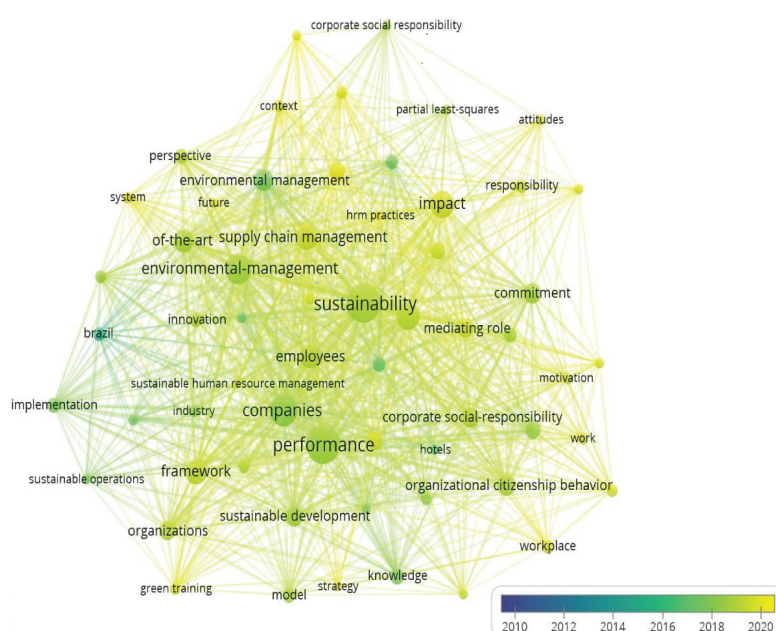 corporate social responsibility
context
partial least-squares
attitudes
perspective
environmental management
responsibility
system
future
hrm practices
impact
of-the-art
supply chain management
environmental-management
commitment
sustainability
brazil
innovation
mediating role
employees
motivation
sustainable human resource management
implementation
industry
companies
corporate social-responsibility
work
performance
hotels
framework
sustainable operations
organizational citizenship behavior
organizations
sustainable development
workplace
green training
strategy
knowledge
model
2010 2012 2014 2016 2018 2020